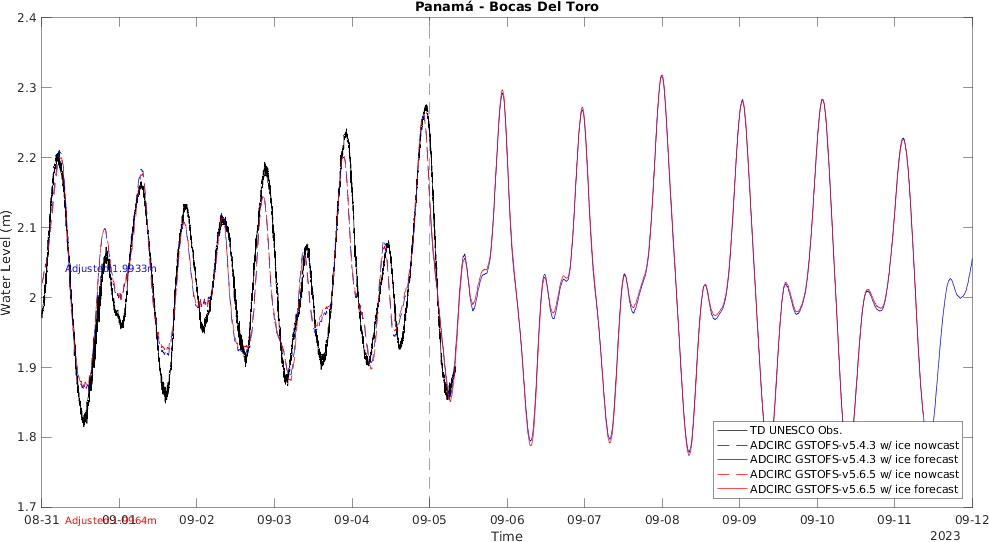 Panamá - Bocas Del Toro
2.4
2.3
2.2
2.1
2
1.9
1.8
1.7
Water Level (m)
Adjusted 1.9933m
TD UNESCO Obs.
ADCIRC GSTOFS-v5.4.3 w/ ice nowcast
ADCIRC GSTOFS-v5.4.3 w/ ice forecast
ADCIRC GSTOFS-v5.6.5 w/ ice nowcast
ADCIRC GSTOFS-v5.6.5 w/ ice forecast
08-31 09-01 09-02 09-03 09-04 09-05 09-06 09-07 09-08 09-09 09-10 09-11 09-12
Adjusted
Time
2023